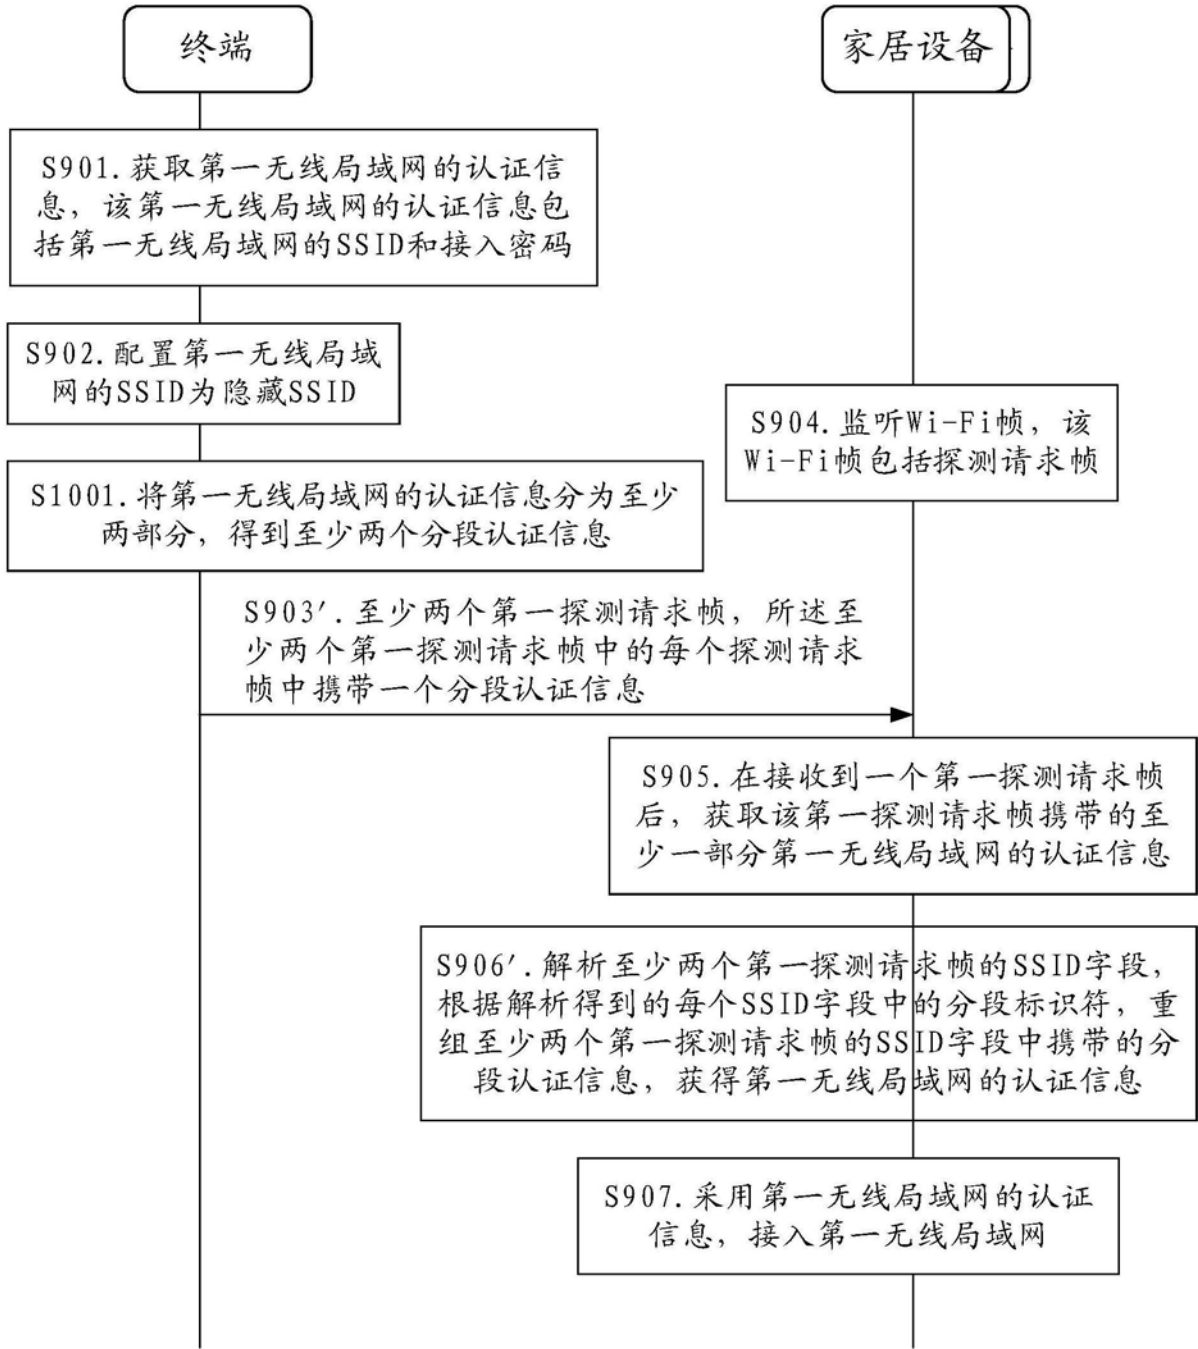 终端
家居设备
S901.获取第一无线局域网的认证信
息，该第一无线局域网的认证信息包
括第一无线局域网的SSID和接入密码
S902.配置第一无线局域
网的SSID为隐藏SSID
S904.监听Wi-Fi帧，该
Wi-Fi帧包括探测请求帧
S1001.将第一无线局域网的认证信息分为至少
两部分，得到至少两个分段认证信息
S903′.至少两个第一探测请求帧，所述至
少两个第一探测请求帧中的每个探测请求
帧中携带一个分段认证信息
S905.在接收到一个第一探测请求帧
后，获取该第一探测请求帧携带的至
少一部分第一无线局域网的认证信息
S906′.解析至少两个第一探测请求帧的SSID字段，
根据解析得到的每个SSID字段中的分段标识符，重
组至少两个第一探测请求帧的SSID字段中携带的分
段认证信息，获得第一无线局域网的认证信息
S907.采用第一无线局域网的认证
信息，接入第一无线局域网